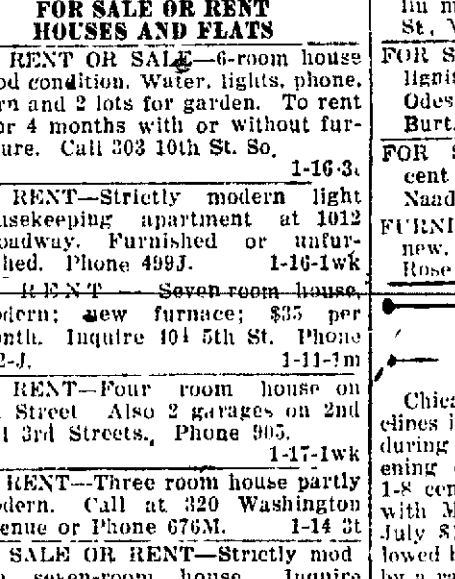 FOR SALE OR RENT
HOUSES AND FLATS
RENT OR SALE—6-room house
od condition. Water, lights, phone,
rn and 2 lots for garden. To rent
or 4 months with or without fur-
ure. Call 303 10th St. So.
1-16-3t
RENT—Strictly modern light
usekeeping apartment at 1012
oadway. Furnished or unfur-
hed. Phone 499J. 1-16-1wk
RENT — Seven room house,
dern; new furnace; $35 per
onth. Inquire 104 5th St. Phone
2-J. 1-11-1m
RENT—Four room house on
Street Also 2 garages on 2nd
d 3rd Streets. Phone 905.
1-17-1wk
RENT—Three room house partly
dern. Call at 320 Washington
enue or Phone 676M. 1-14 3t
SALE OR RENT—Strictly mod
seven-room house. Inquire
St.
FOR S
lignit
Odes
Burt.
FOR S
cent
Naad
FURNI
new.
Rose
Chica
clines i
during
ening
1-8 cen
with M
July $1
lowed b
by a ra